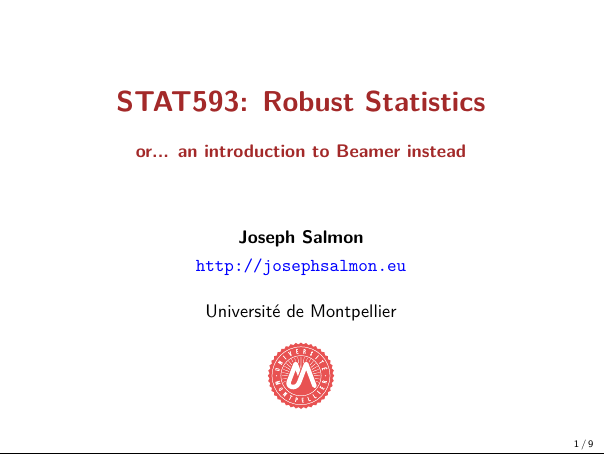 STAT593: Robust Statistics
or... an introduction to Beamer instead
Joseph Salmon
http://josephsalmon.eu
Université de Montpellier
UNIVERSITÉ
MONTPELLIER
1 / 9